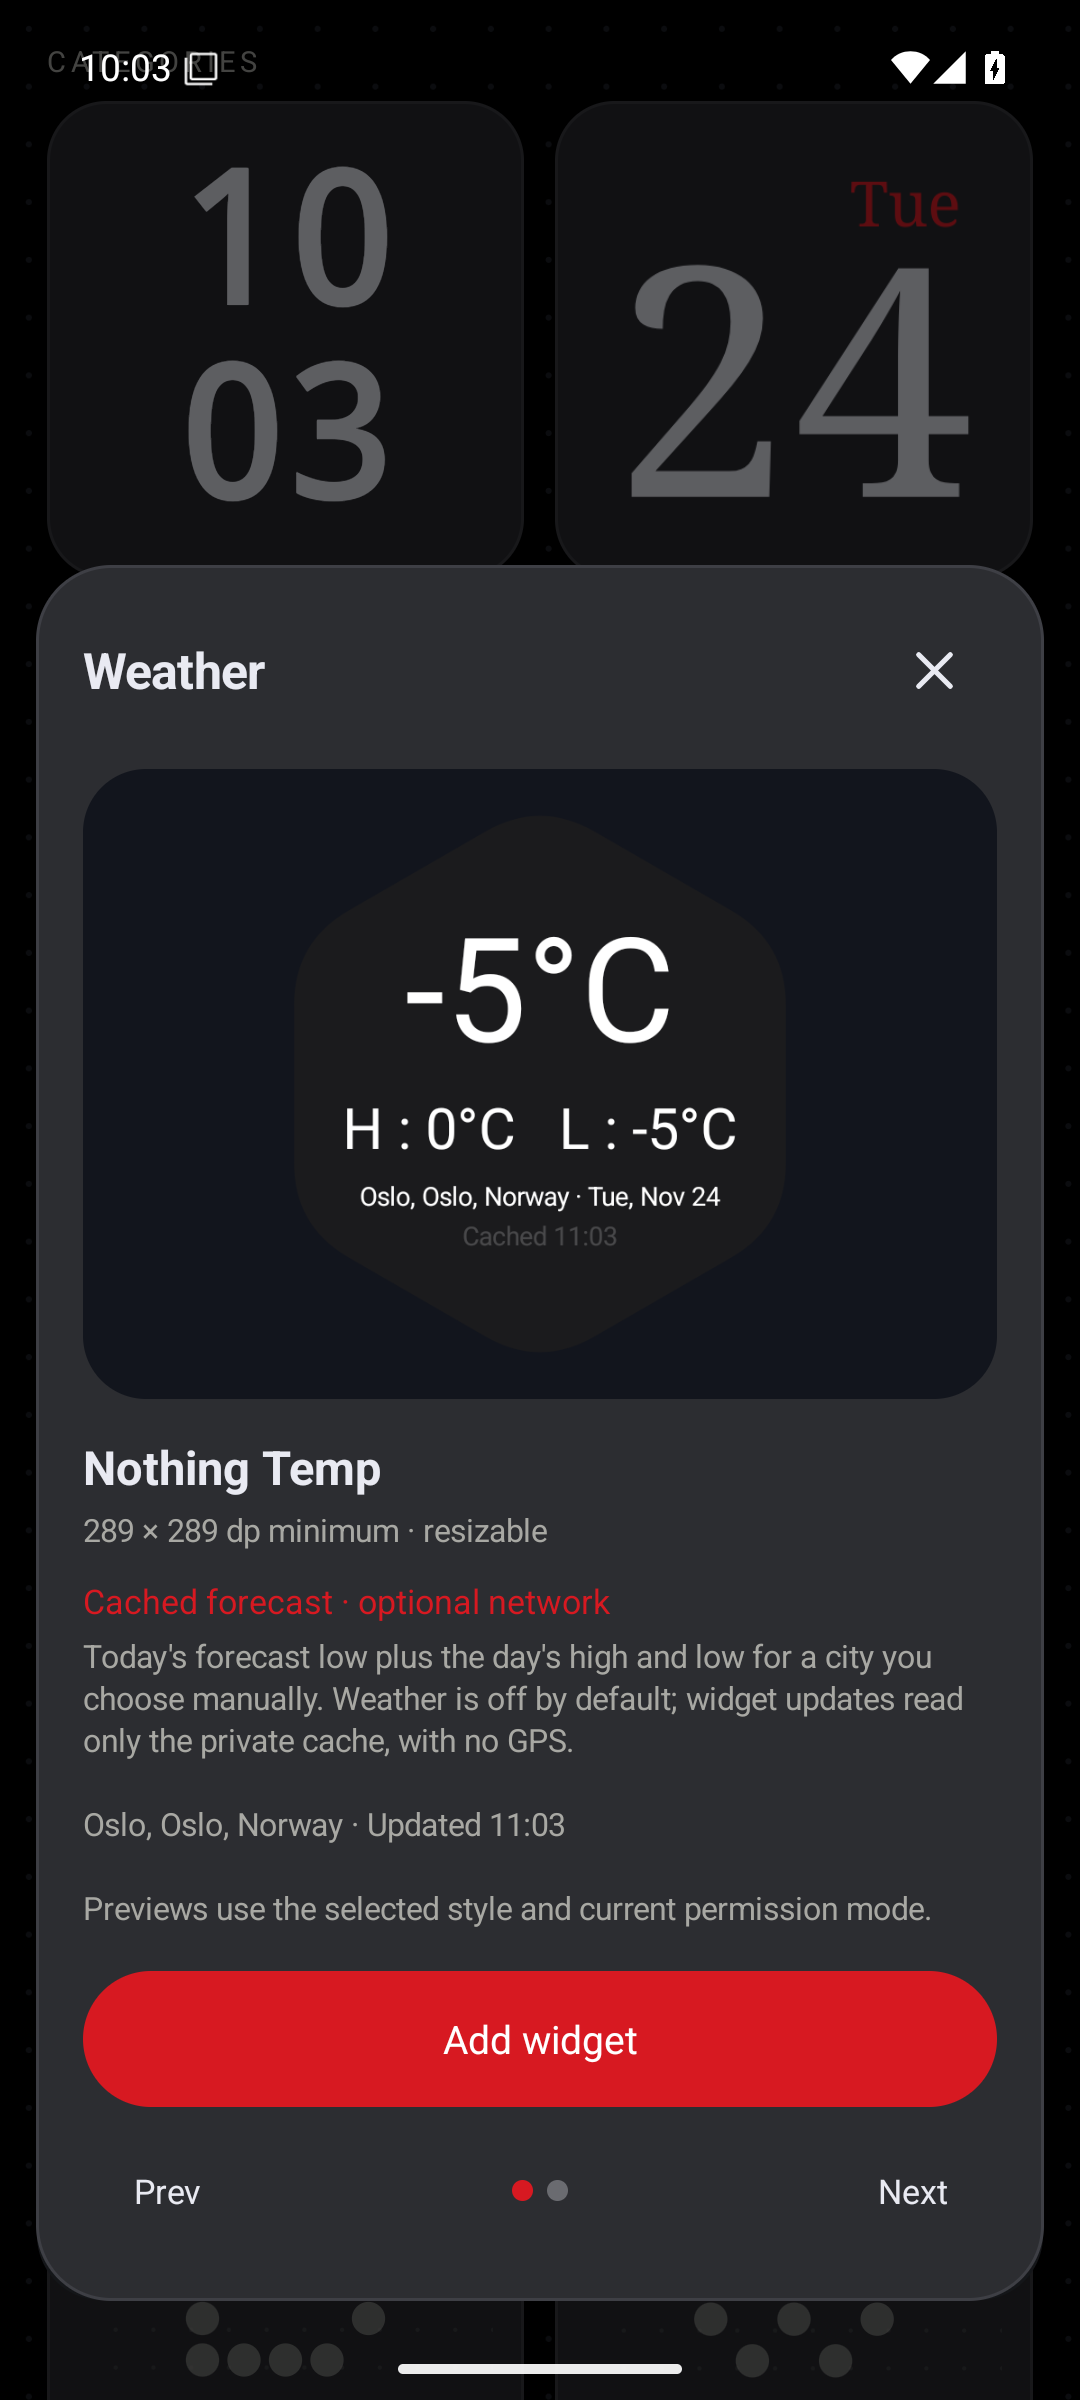 CATEGORIES
10:03
10
03
Tue
24
Weather
-5°C
H : 0°C L : -5°C
Oslo, Oslo, Norway · Tue, Nov 24
Cached 11:03
Nothing Temp
289 × 289 dp minimum · resizable
Cached forecast · optional network
Today's forecast low plus the day's high and low for a city you
choose manually. Weather is off by default; widget updates read
only the private cache, with no GPS.
Oslo, Oslo, Norway · Updated 11:03
Previews use the selected style and current permission mode.
Add widget
Prev
Next